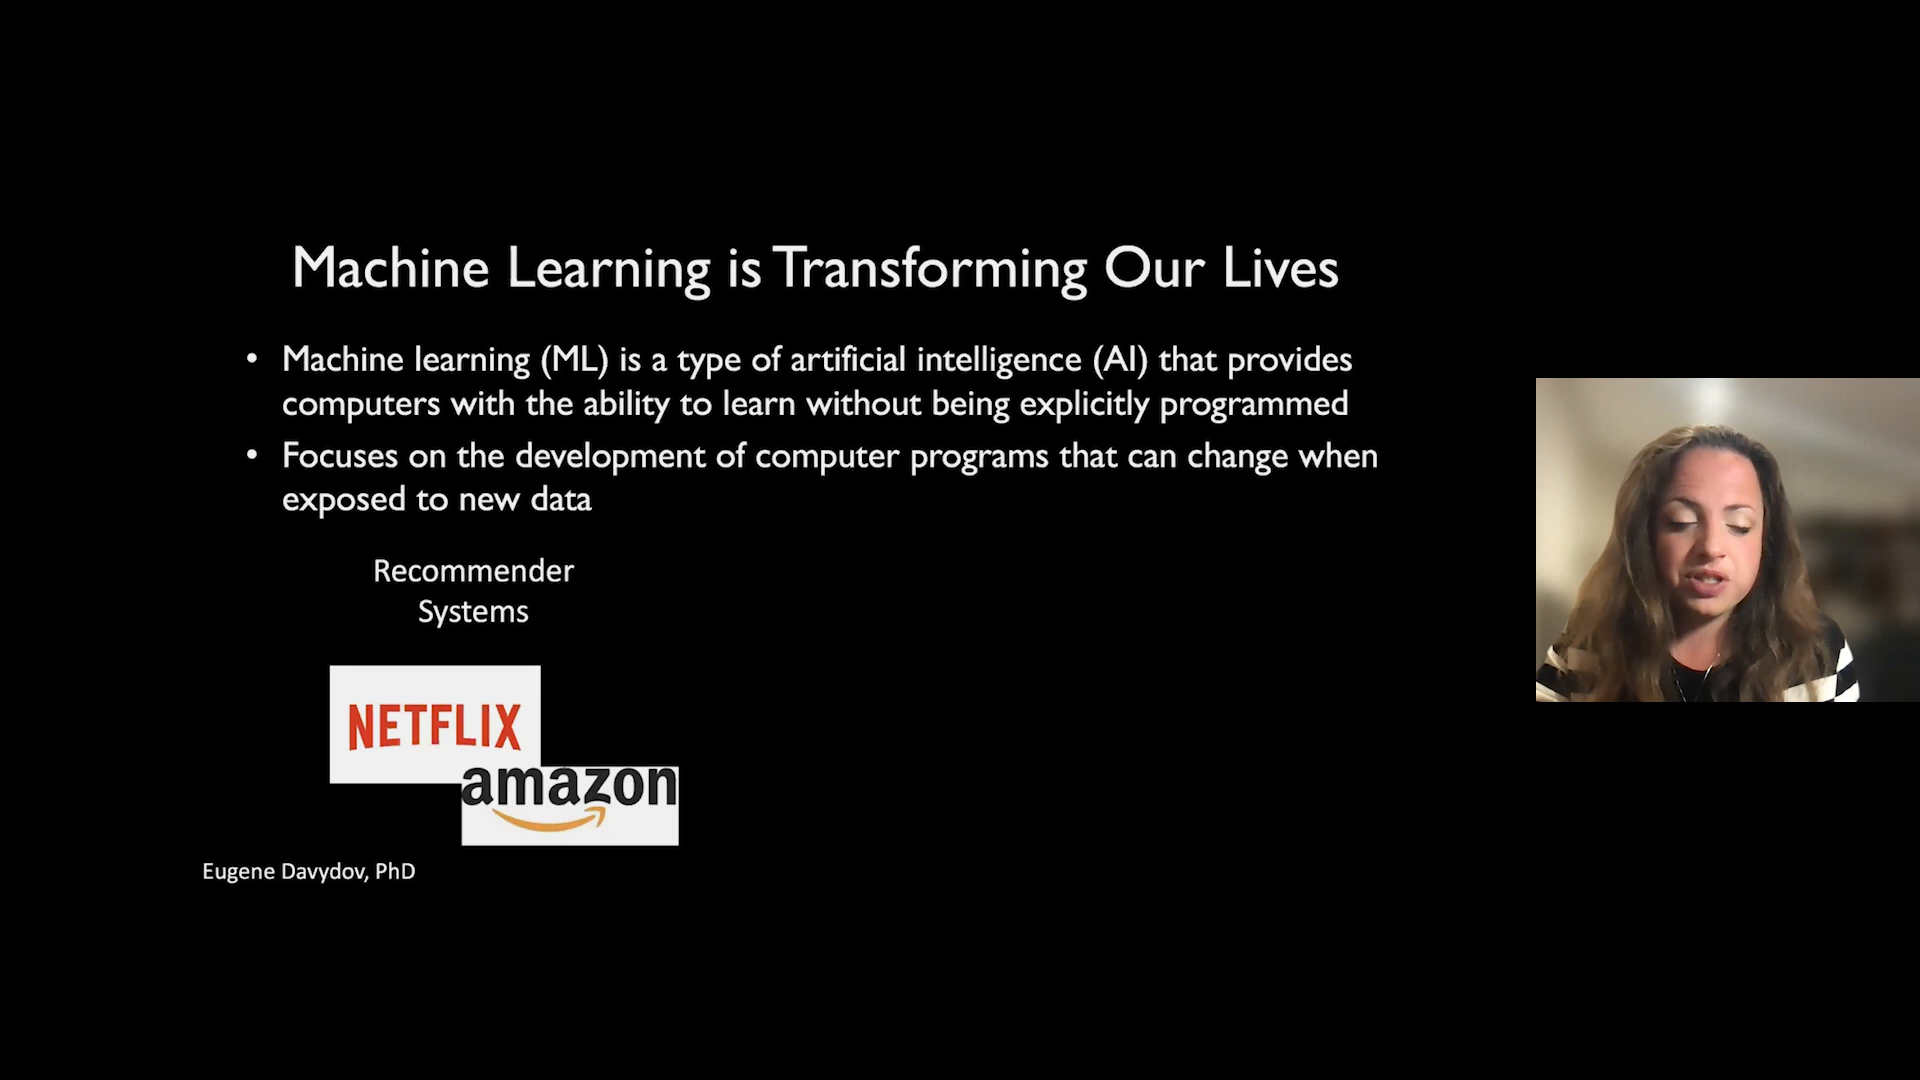 Machine Learning is Transforming Our Lives
• Machine learning (ML) is a type of artificial intelligence (AI) that provides
computers with the ability to learn without being explicitly programmed
• Focuses on the development of computer programs that can change when
exposed to new data
Recommender
Systems
NETFLIX
amazon
Eugene Davydov, PhD